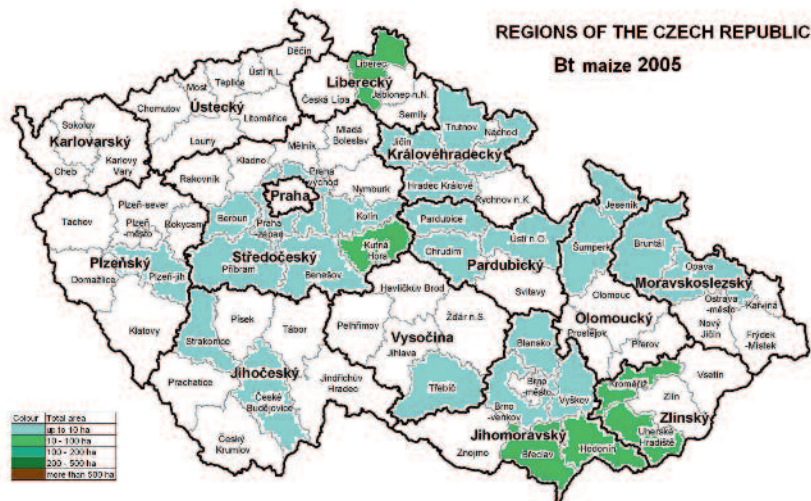 REGIONS OF THE CZECH REPUBLIC
Bt maize 2005
Děčín
Ústí n.L.
Teplice
Most
Chomutov
Ústecký
Litoměřice
Louny
Liberec
Liberecký
Jablonec n.N.
Česká Lípa
Semily
Sokolov
Karlovarský
Karlovy
Vary
Cheb
Trutnov
Náchod
Jičín
Královéhradecký
Hradec Králové
Rychnov n.K.
Mladá
Boleslav
Mělník
Kladno
Rakovník
Praha
východ
Nymburk
Praha
Beroun
Praha
-západ
Kolín
Středočeský
Kutná
Hora
Příbram
Benešov
Plzeň-sever
Tachov
Plzeň
-město
Rokycany
Plzeňský
Plzeň-jih
Domažlice
Klatovy
Pardubice
Chrudim
Ústí n.O.
Pardubický
Svitavy
Jeseník
Šumperk
Bruntál
Opava
Moravskoslezský
Ostrava
-město
Karviná
Nový
Jičín
Frýdek
-Místek
Olomouc
Olomoucký
Prostějov
Přerov
Havlíčkův Brod
Pelhřimov
Žďár n.S.
Vysočina
Jihlava
Třebíč
Písek
Tábor
Strakonice
Jihočeský
Prachatice
České
Budějovice
Jindřichův
Hradec
Český
Krumlov
Blansko
Brno
-město
Vyškov
Brno
-venkov
Jihomoravský
Znojmo
Břeclav
Hodonín
Kroměříž
Vsetín
Zlín
Zlínský
Uherské
Hradiště
Colour Total area
up to 10 ha
10 - 100 ha
100 - 200 ha
200 - 500 ha
more than 500 ha